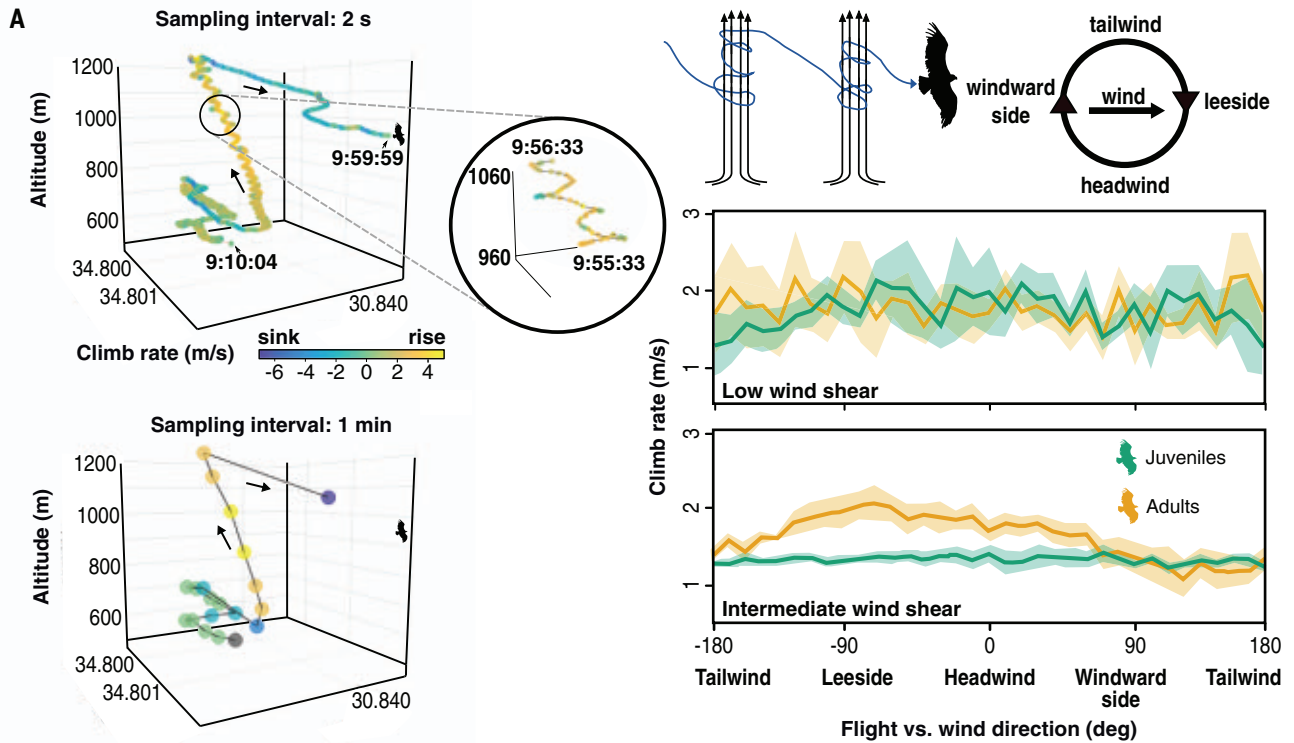 A
Sampling interval: 2 s
Altitude (m)
1200
1000
800
600
34.800
34.801
30.840
9:59:59
9:10:04
1060
960
9:56:33
9:55:33
Climb rate (m/s)
sink
rise
-6
-4
-2
0
2
4
Sampling interval: 1 min
Altitude (m)
1200
1000
800
600
34.800
34.801
30.840
tailwind
windward
side
wind
leeside
headwind
Climb rate (m/s)
3
2
1
Low wind shear
3
2
1
Juveniles
Adults
Intermediate wind shear
-180
-90
0
90
180
Tailwind
Leeside
Headwind
Windward
side
Tailwind
Flight vs. wind direction (deg)